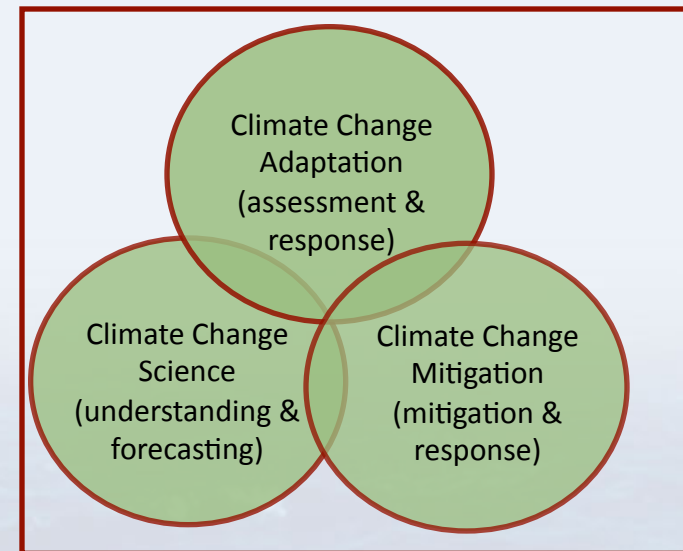 Climate Change
Adaptation
(assessment &
response)
Climate Change
Science
(understanding &
forecasting)
Climate Change
Mitigation
(mitigation &
response)